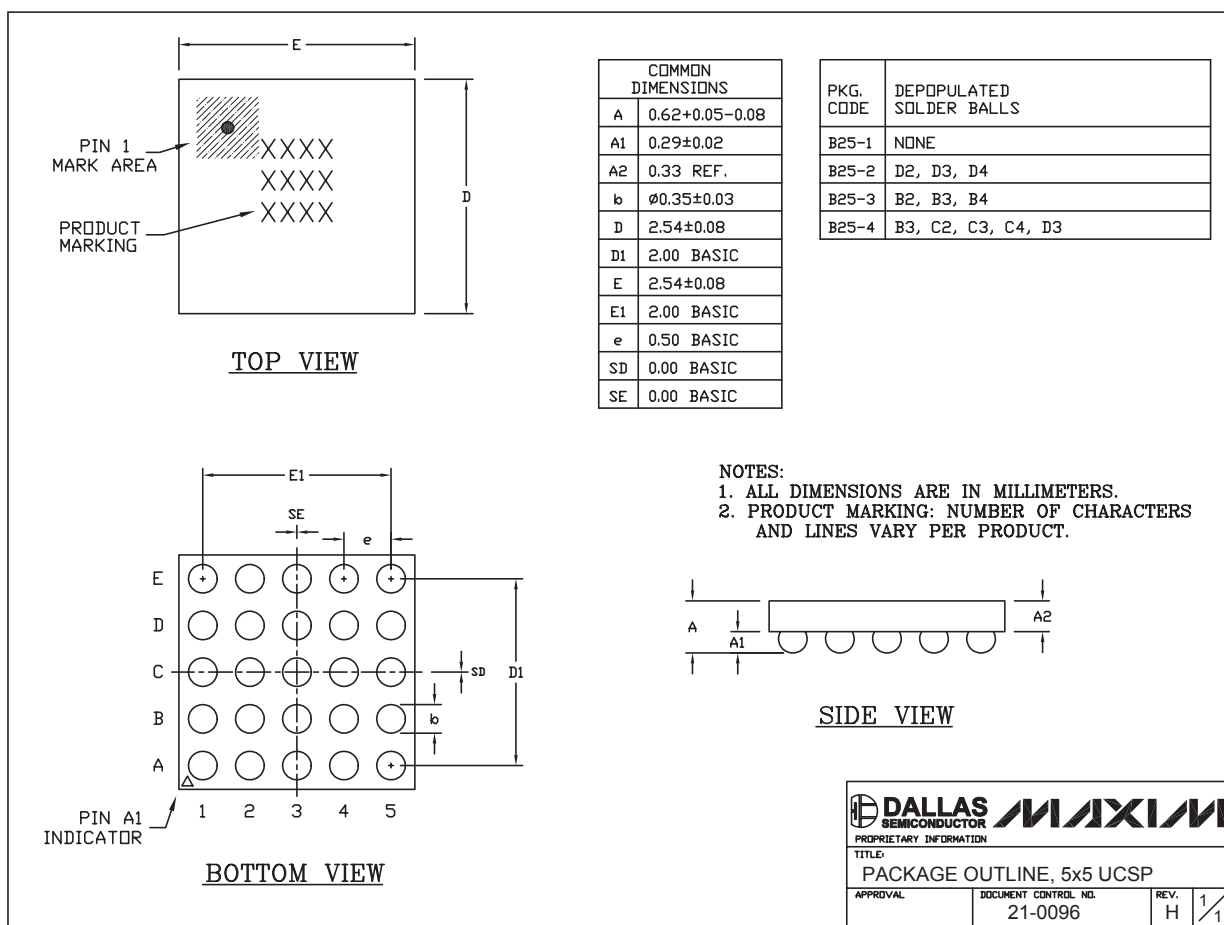 E
PIN 1
MARK AREA
XXXX
XXXX
XXXX
PRODUCT
MARKING
D
TOP VIEW
COMMON
DIMENSIONS
A 0.62+0.05-0.08
A1 0.29±0.02
A2 0.33 REF.
b ø0.35±0.03
D 2.54±0.08
D1 2.00 BASIC
E 2.54±0.08
E1 2.00 BASIC
e 0.50 BASIC
SD 0.00 BASIC
SE 0.00 BASIC
PKG. CODE DEPOPULATED SOLDER BALLS
B25-1 NONE
B25-2 D2, D3, D4
B25-3 B2, B3, B4
B25-4 B3, C2, C3, C4, D3
NOTES:
1. ALL DIMENSIONS ARE IN MILLIMETERS.
2. PRODUCT MARKING: NUMBER OF CHARACTERS
AND LINES VARY PER PRODUCT.
E1
SE
e
E
D
C
B
A
SD
D1
b
1 2 3 4 5
PIN A1
INDICATOR
BOTTOM VIEW
A
A1
A2
SIDE VIEW
DALLAS
SEMICONDUCTOR
MAXIM
PROPRIETARY INFORMATION
TITLE:
PACKAGE OUTLINE, 5x5 UCSP
APPROVAL
DOCUMENT CONTROL NO.
21-0096
REV.
H
1/1